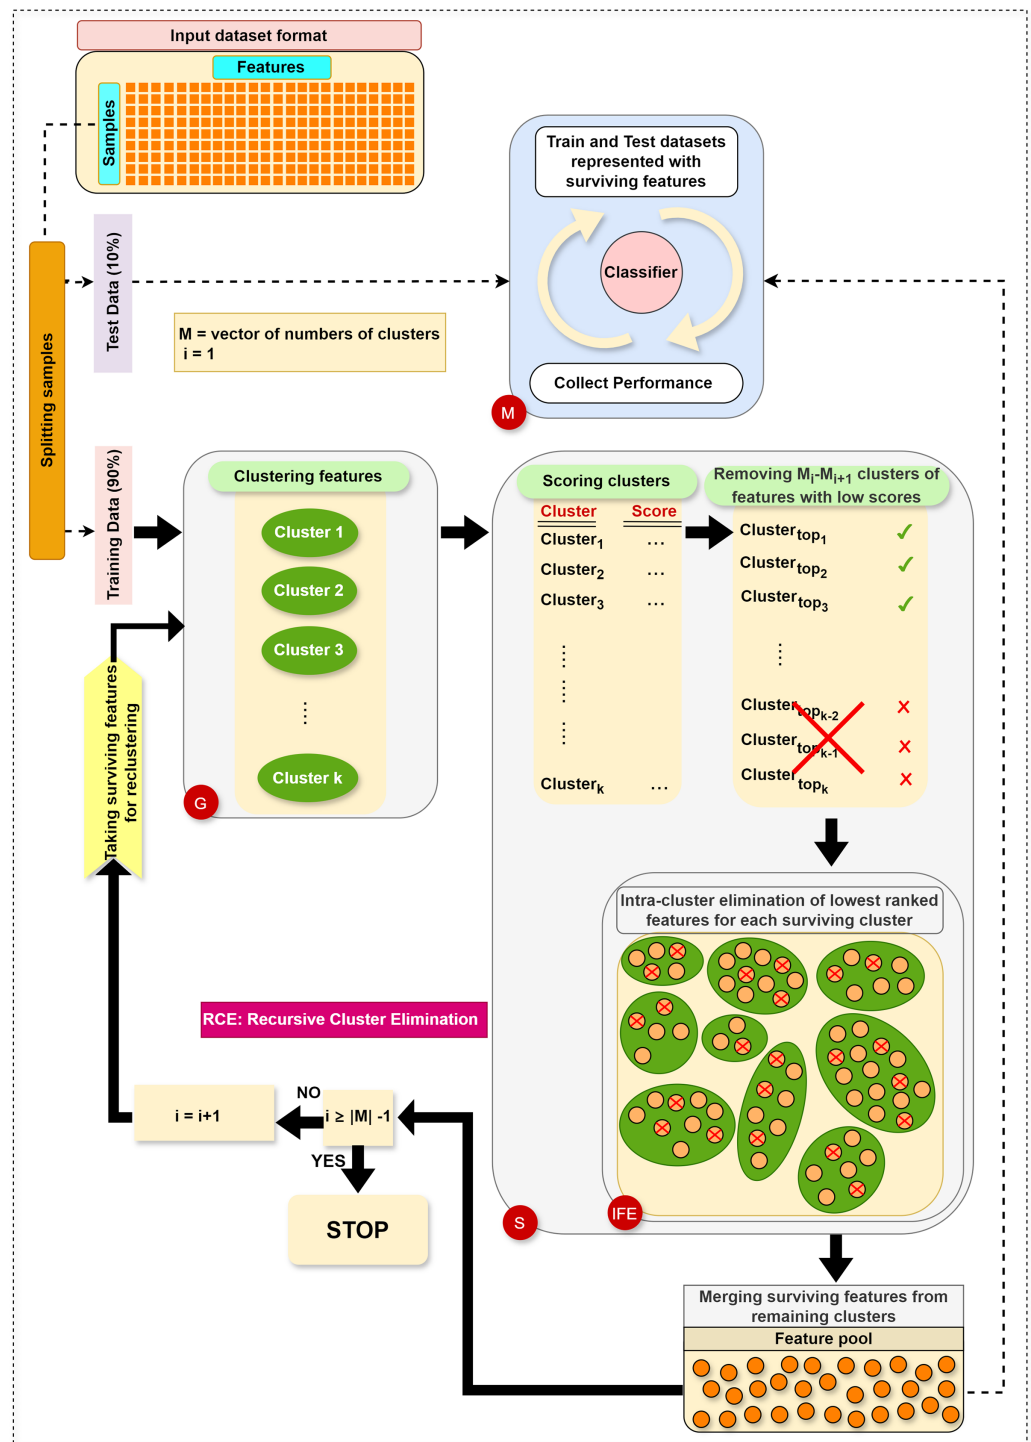 Input dataset format
Features
Samples
Splitting samples
Test Data (10%)
Train and Test datasets
represented with
surviving features
Classifier
Collect Performance
M
M = vector of numbers of clusters
i = 1
Training Data (90%)
Clustering features
Cluster 1
Cluster 2
Cluster 3
⋮
Cluster k
G
Scoring clusters
Cluster Score
Cluster1 ...
Cluster2 ...
Cluster3 ...
⋮
⋮
⋮
Clusterk ...
Removing Mi-Mi+1 clusters of
features with low scores
Clustertop1 ✓
Clustertop2 ✓
Clustertop3 ✓
⋮
Clustertopk-2 ×
Clustertopk-1 ×
Clustertopk ×
Taking surviving features
for reclustering
Intra-cluster elimination of lowest ranked
features for each surviving cluster
IFE
S
RCE: Recursive Cluster Elimination
i = i+1
NO
i ≥ |M| -1
YES
STOP
Merging surviving features from
remaining clusters
Feature pool